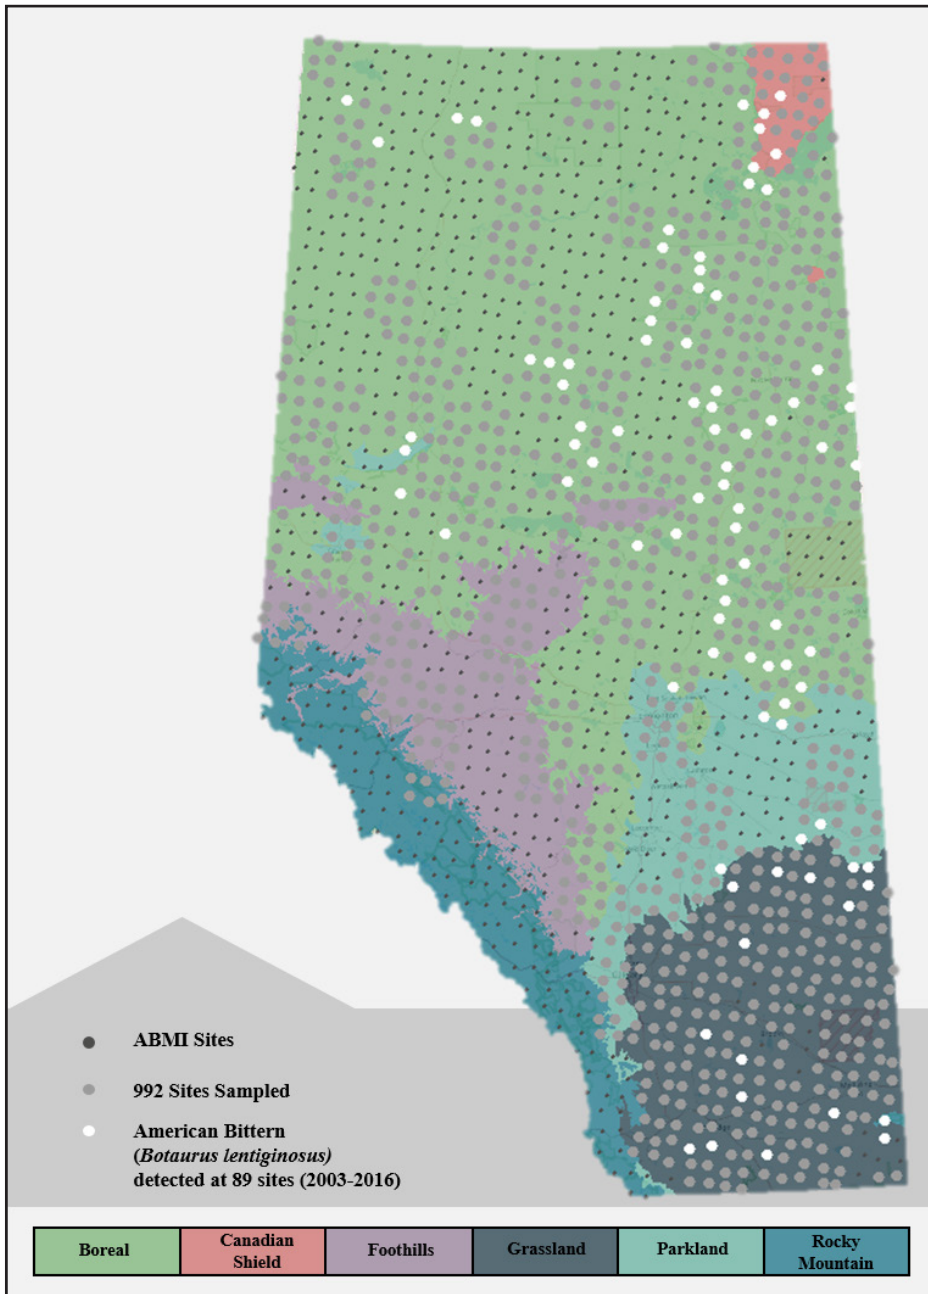 ABMI Sites
992 Sites Sampled
American Bittern
(Botaurus lentiginosus)
detected at 89 sites (2003-2016)
Boreal
Canadian
Shield
Foothills
Grassland
Parkland
Rocky
Mountain